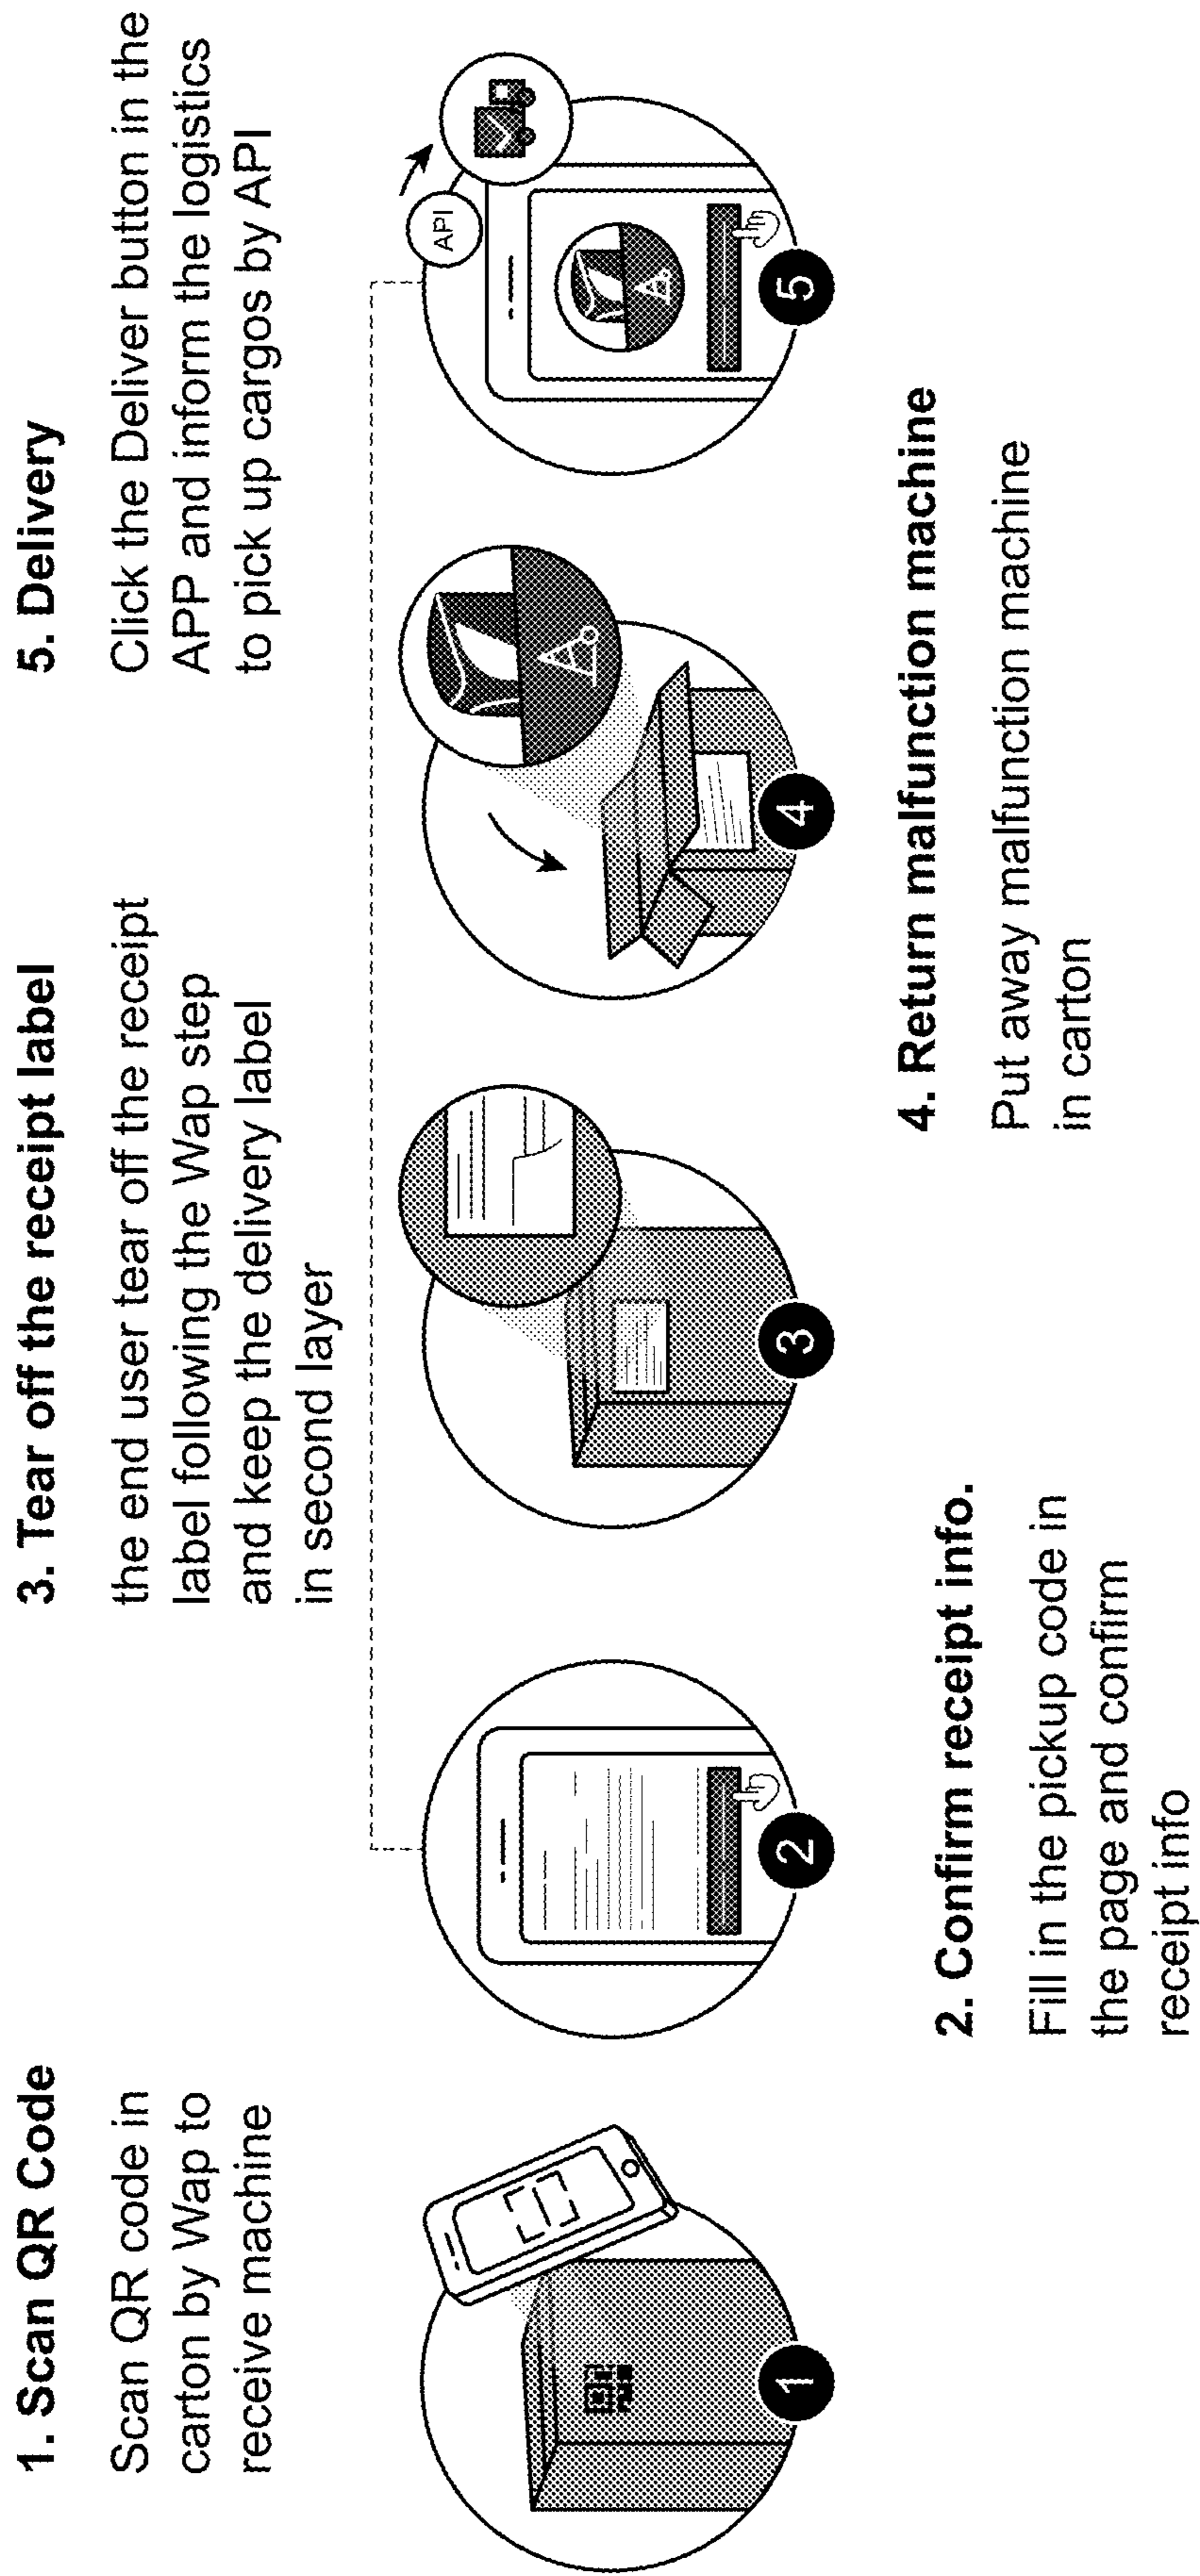 1. Scan QR Code
Scan QR code in
carton by Wap to
receive machine
1
2. Confirm receipt info.
Fill in the pickup code in
the page and confirm
receipt info
2
3. Tear off the receipt label
the end user tear off the receipt
label following the Wap step
and keep the delivery label
in second layer
3
4. Return malfunction machine
Put away malfunction machine
in carton
4
5. Delivery
Click the Deliver button in the
APP and inform the logistics
to pick up cargos by API
API
5